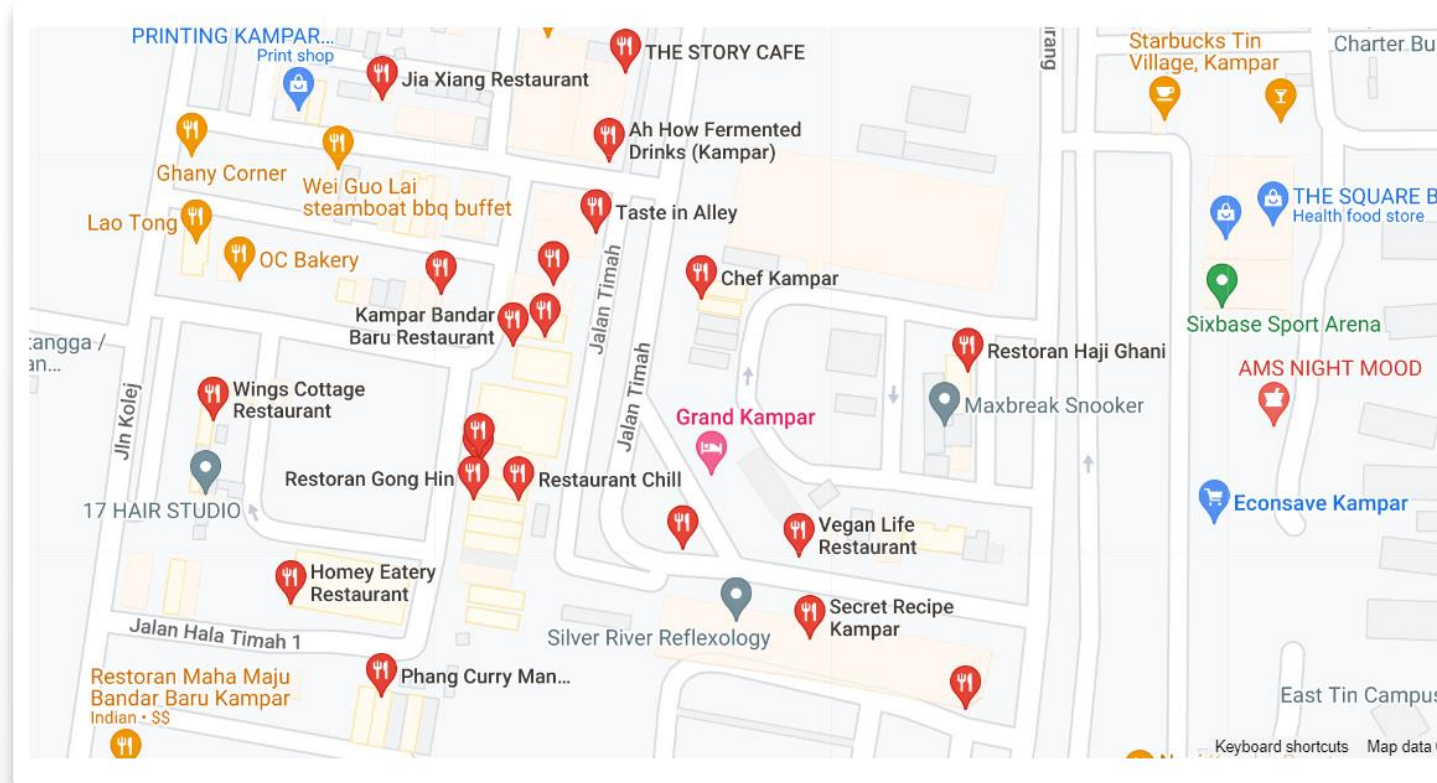 PRINTING KAMPAR...
Print shop
THE STORY CAFE
Jia Xiang Restaurant
Starbucks Tin
Village, Kampar
Charter Bu
Ah How Fermented
Drinks (Kampar)
Ghany Corner
Wei Guo Lai
steamboat bbq buffet
THE SQUARE B
Health food store
Lao Tong
Taste in Alley
OC Bakery
Chef Kampar
Jalan Timah
Kampar Bandar
Baru Restaurant
Sixbase Sport Arena
tangga /
an...
Restoran Haji Ghani
AMS NIGHT MOOD
Wings Cottage
Restaurant
Jln Kolej
Jalan Timah
Maxbreak Snooker
Grand Kampar
Restoran Gong Hin
Restaurant Chill
17 HAIR STUDIO
Econsave Kampar
Vegan Life
Restaurant
Homey Eatery
Restaurant
Secret Recipe
Kampar
Jalan Hala Timah 1
Silver River Reflexology
Restoran Maha Maju
Bandar Baru Kampar
Indian • $$
Phang Curry Man...
East Tin Campus
Keyboard shortcuts
Map data